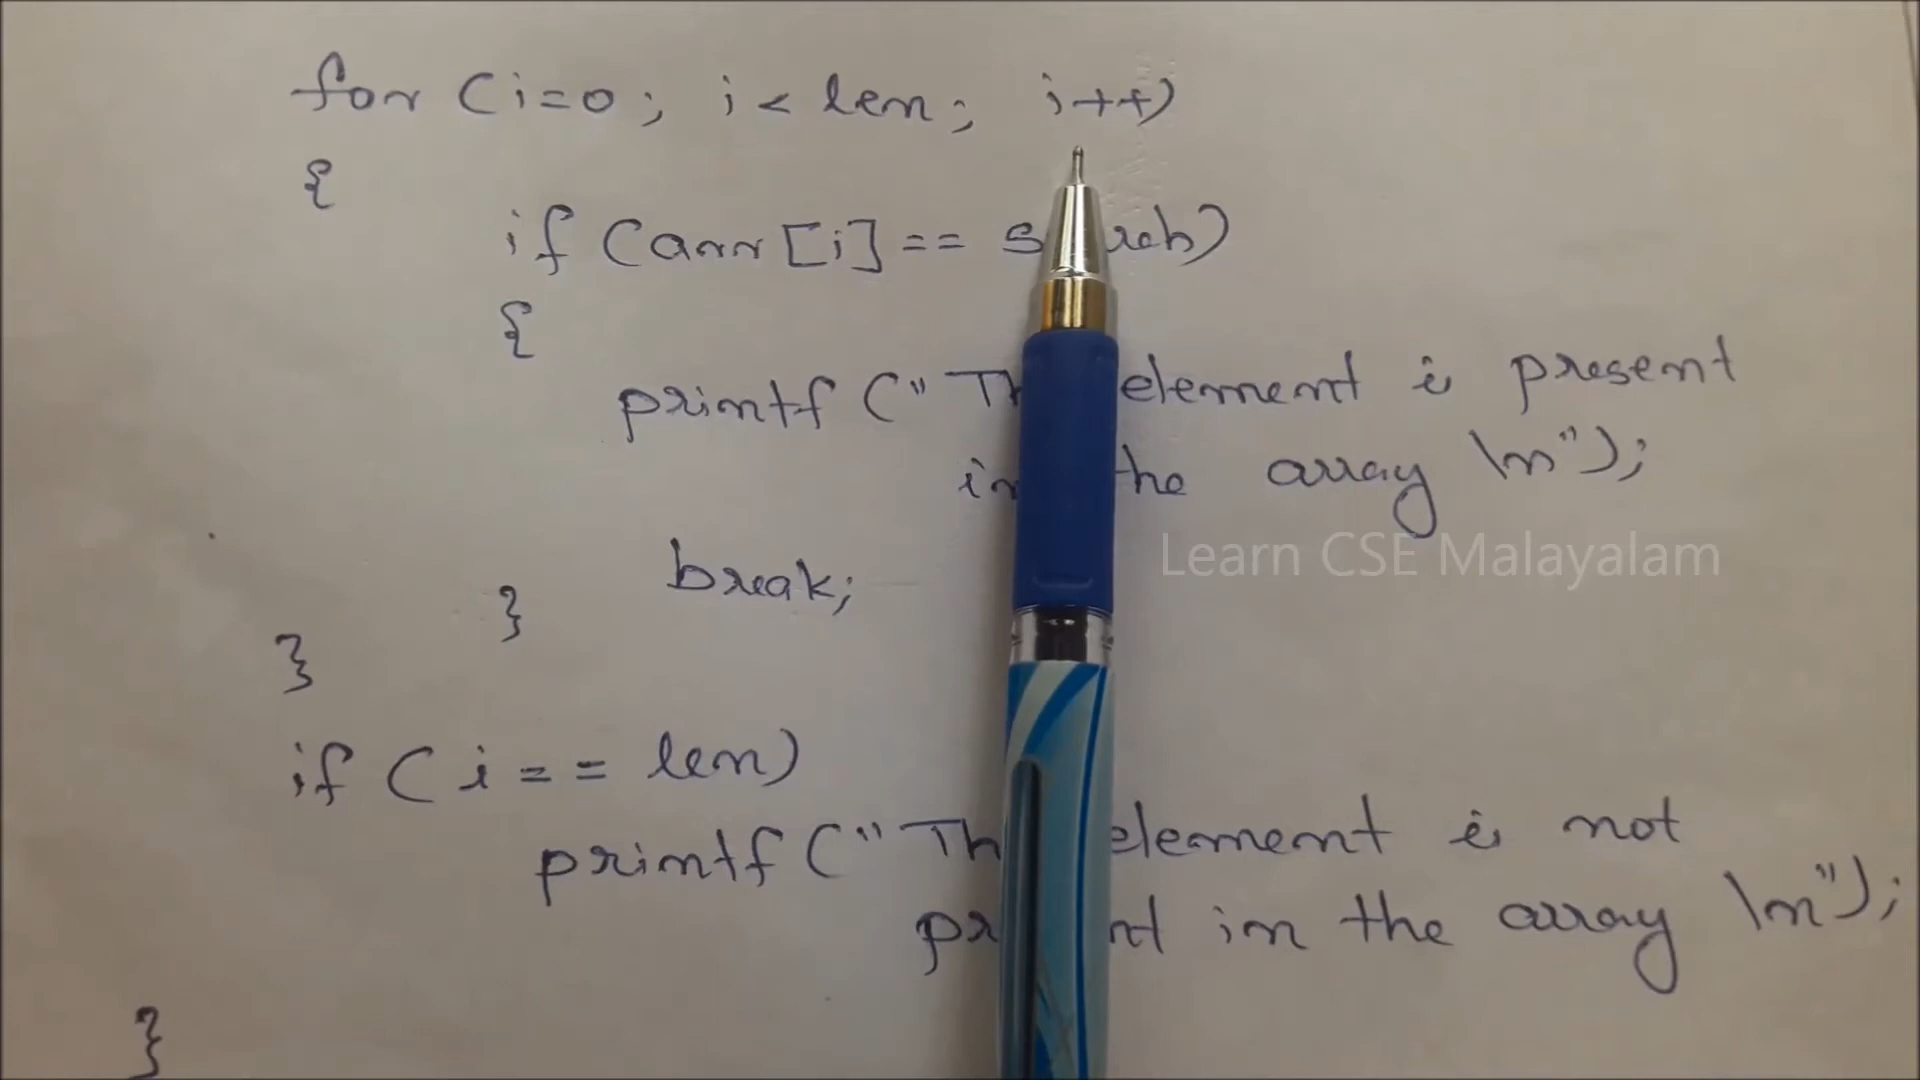 for (i=0; i< len; i++)
{
if (arr[i]==
{
printf (" element is present
array \n");
break;
}
}
if (i== len)
printf (" element is not
in the array \n");
}
Learn CSE Malayalam